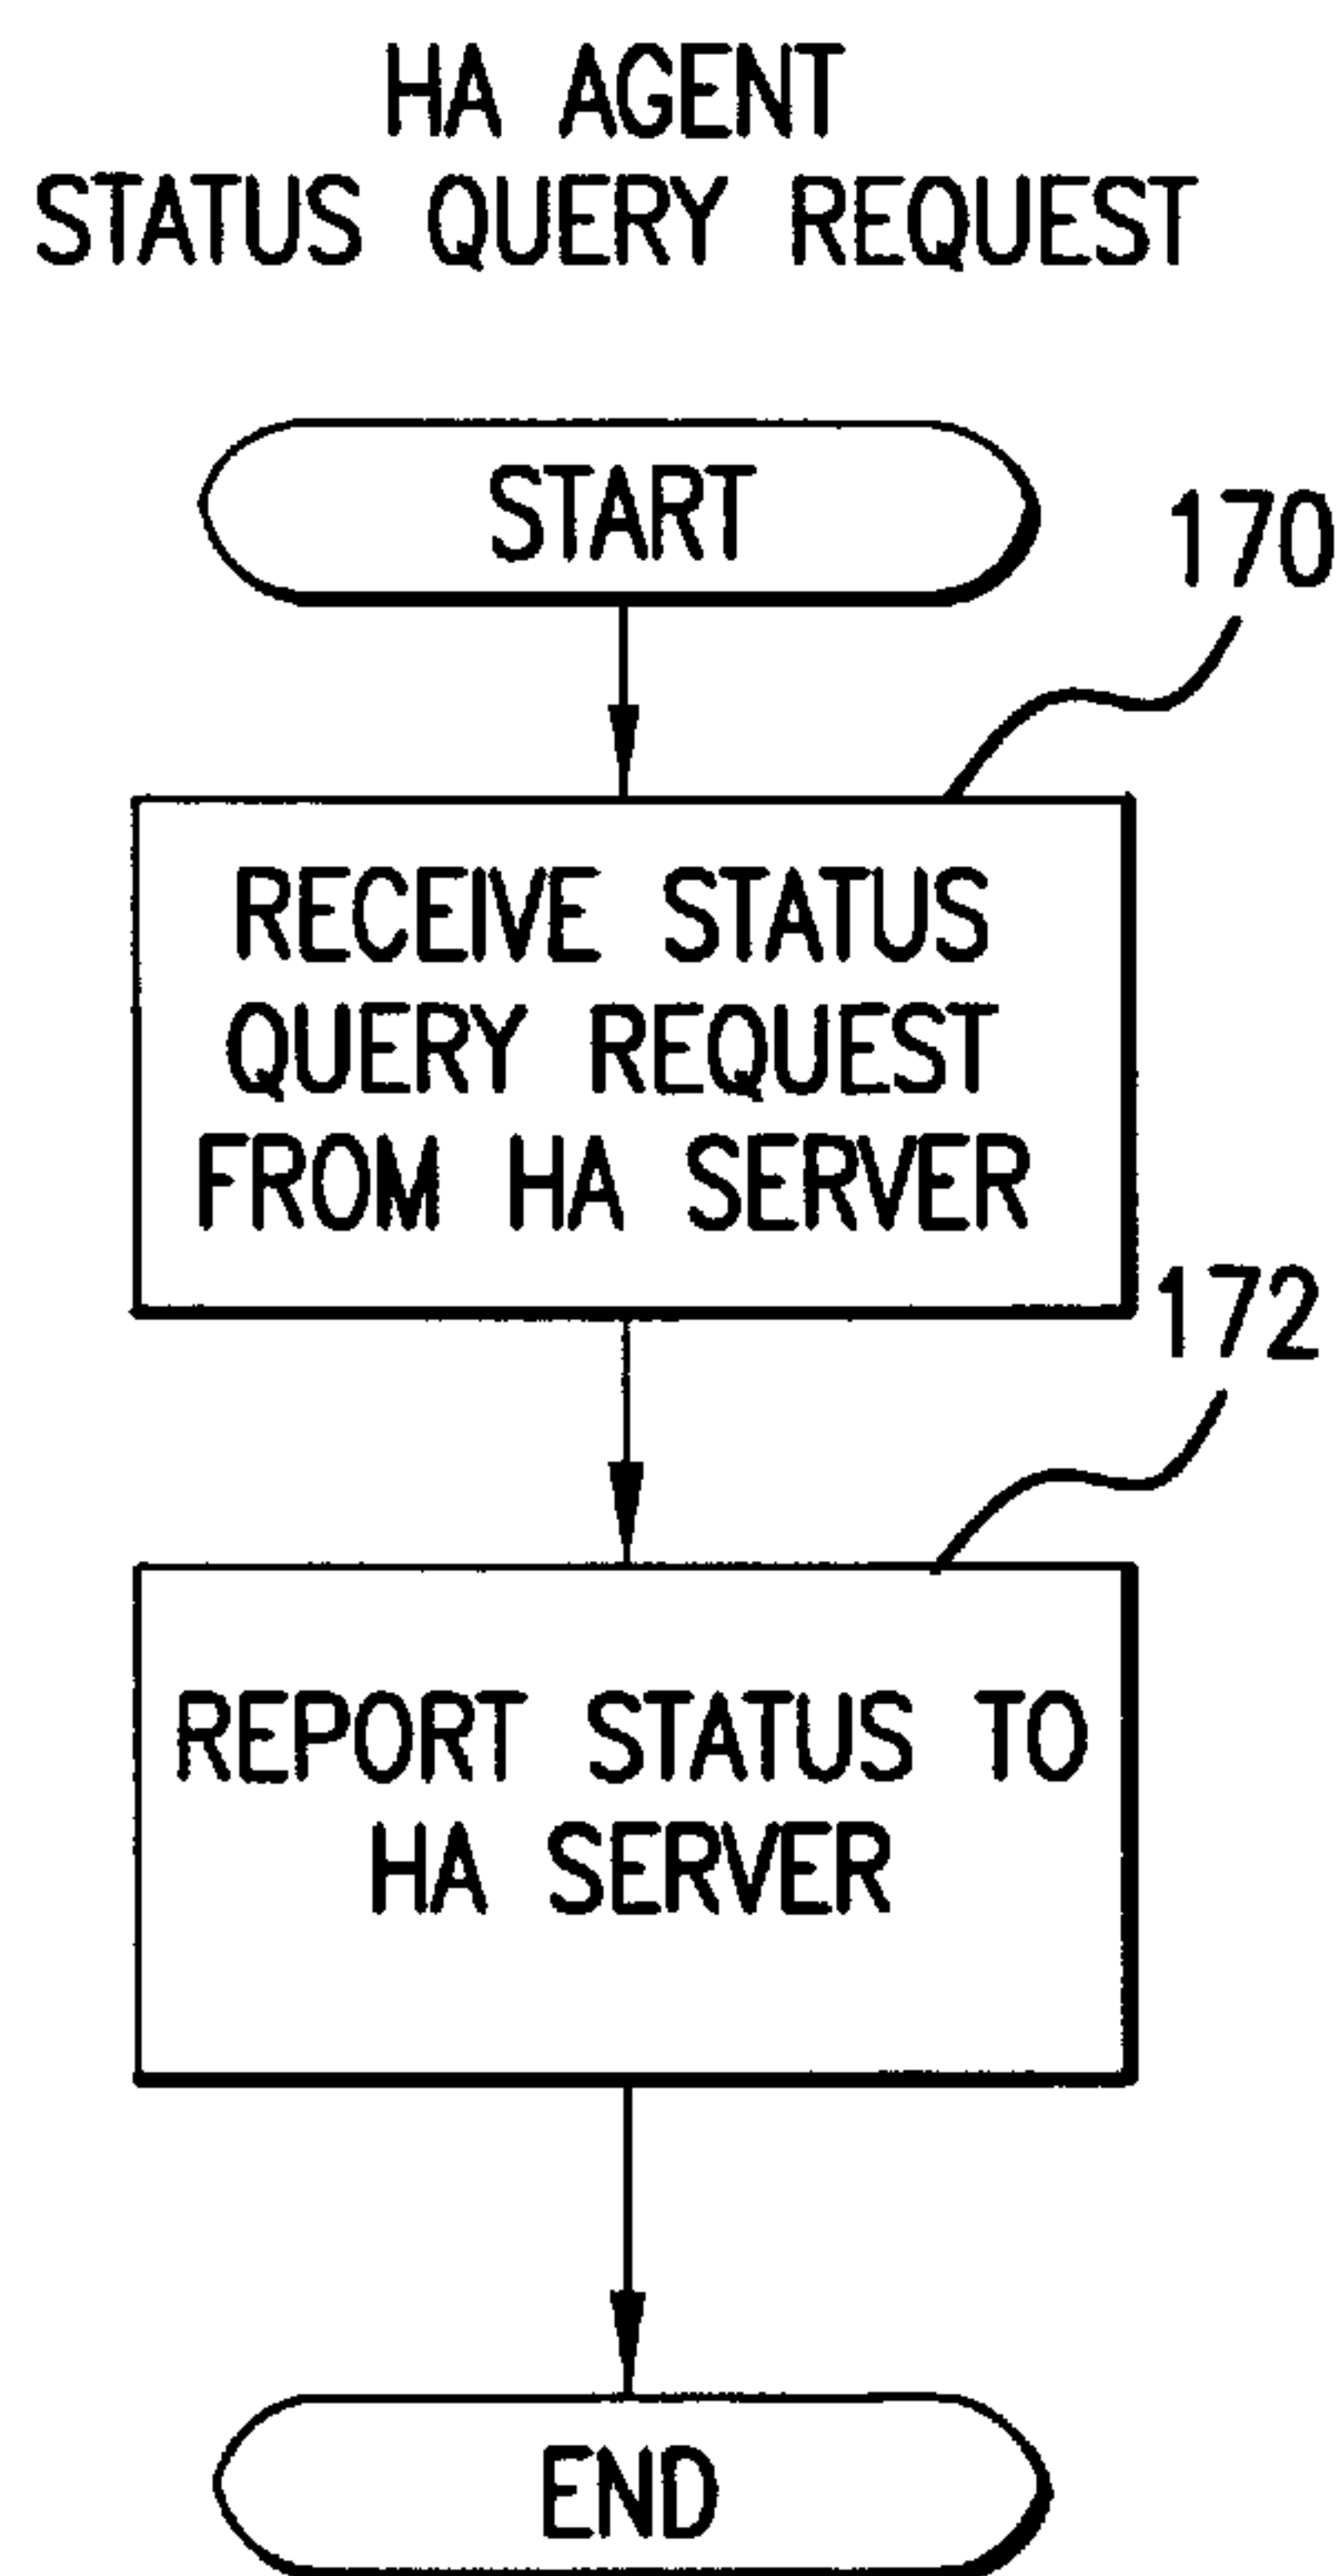 HA AGENT
STATUS QUERY REQUEST
START
170
RECEIVE STATUS
QUERY REQUEST
FROM HA SERVER
172
REPORT STATUS TO
HA SERVER
END